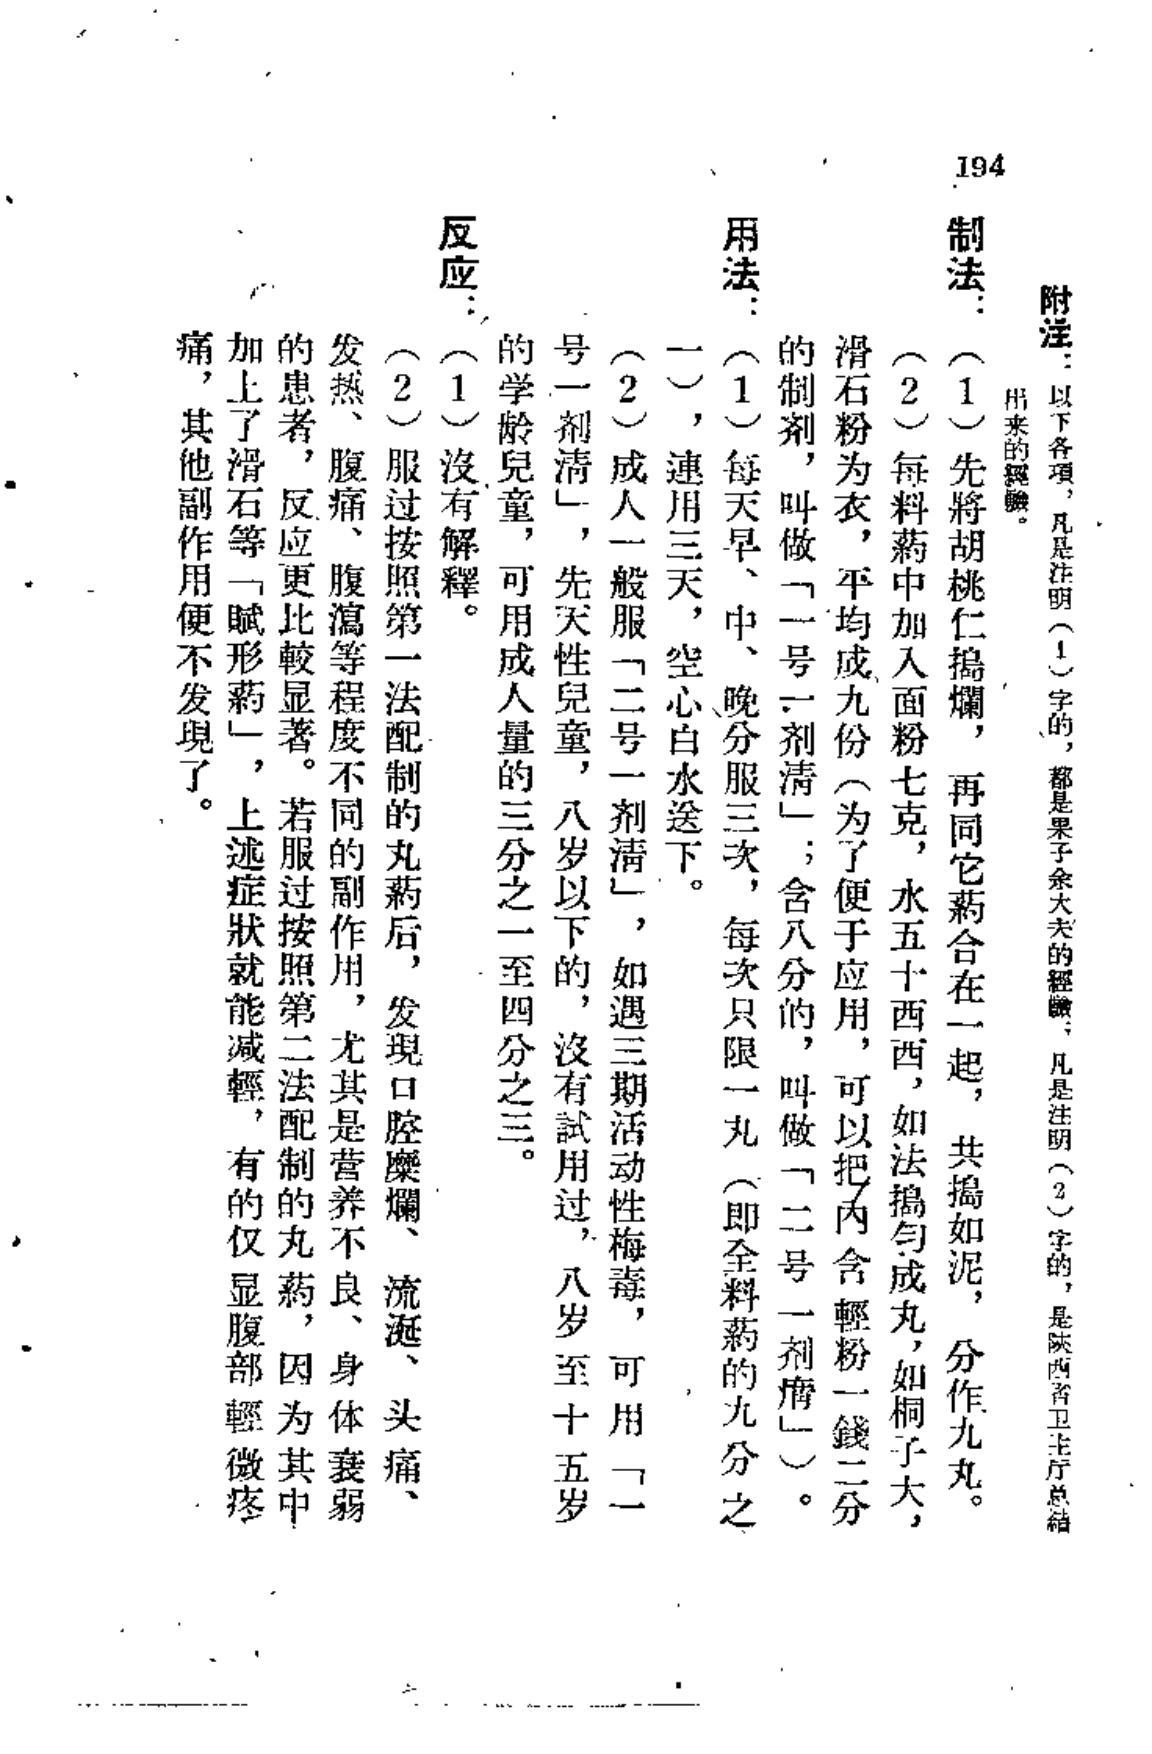 194
附注：以下各項，凡是注明（1）字的，都是果子余大夫的經驗；凡是注明（2）字的，是陝西省卫生厅总結
出来的經驗。
制法：（1）先將胡桃仁搗爛，再同它葯合在一起，共搗如泥，分作九丸。
（2）每料葯中加入面粉七克，水五十西西，如法搗匀成丸，如桐子大，
滑石粉为衣，平均成九份（为了便于应用，可以把内含輕粉一錢二分
的制剂，叫做「一号一剂清」；含八分的，叫做「二号一剂清」）。
用法：（1）每天早、中、晚分服三次，每次只限一丸（即全料葯的九分之
一），連用三天，空心白水送下。
（2）成人一般服「二号一剂清」，如遇三期活动性梅毒，可用「一
号一剂清」，先天性兒童，八岁以下的，沒有試用过，八岁至十五岁
的学龄兒童，可用成人量的三分之一至四分之三。
反应：（1）沒有解釋。
（2）服过按照第一法配制的丸葯后，发現口腔糜爛、流涎、头痛、
发热、腹痛、腹瀉等程度不同的副作用，尤其是营养不良、身体衰弱
的患者，反应更比較显著。若服过按照第二法配制的丸葯，因为其中
加上了滑石等「賦形葯」，上述症狀就能减輕，有的仅显腹部輕微疼
痛，其他副作用便不发現了。